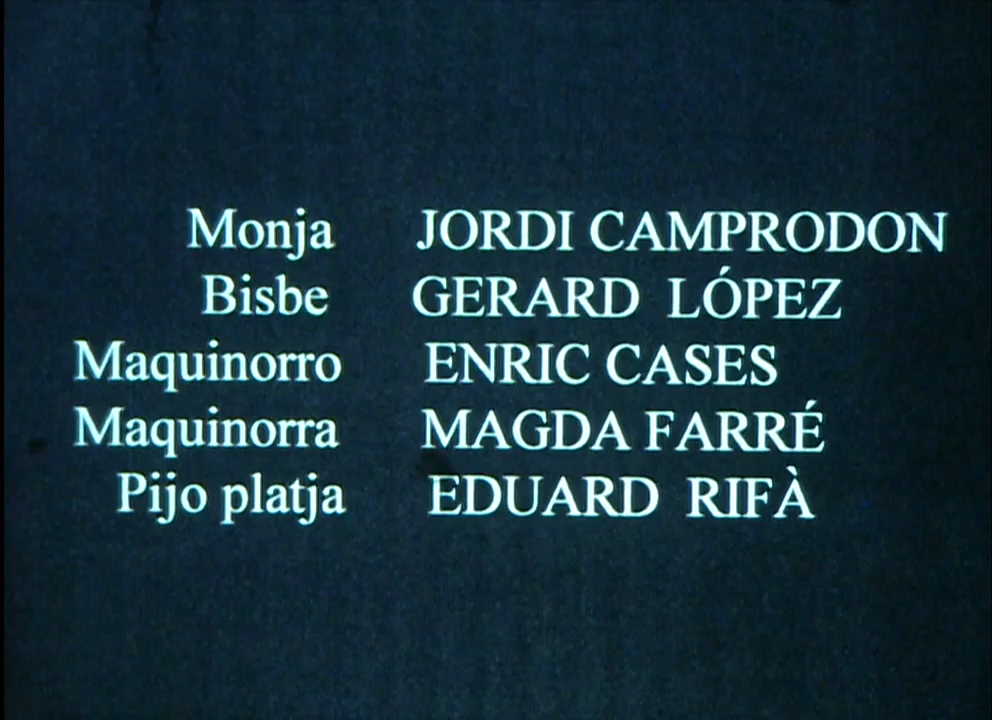 Monja JORDI CAMPRODON
Bisbe GERARD LÓPEZ
Maquinorro ENRIC CASES
Maquinorra MAGDA FARRÉ
Pijo platja EDUARD RIFÀ